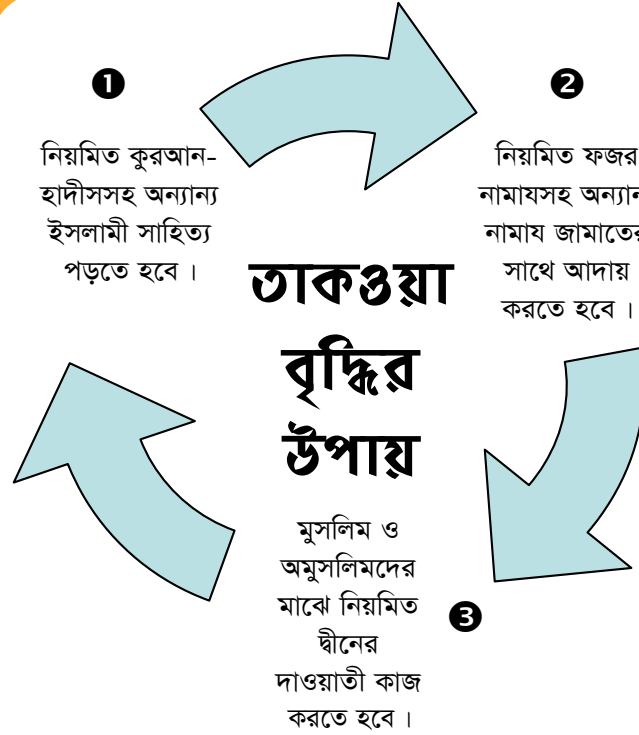 ❶
নিয়মিত কুরআন-
হাদীসসহ অন্যান্য
ইসলামী সাহিত্য
পড়তে হবে ।
❷
নিয়মিত ফজর
নামাযসহ
নামায জামাতের
সাথে আদায়
করতে হবে ।
তাকওয়া
বৃদ্ধির
উপায়
মুসলিম ও
অমুসলিমদের
মাঝে নিয়মিত
দ্বীনের
দাওয়াতী কাজ
করতে হবে ।
❸